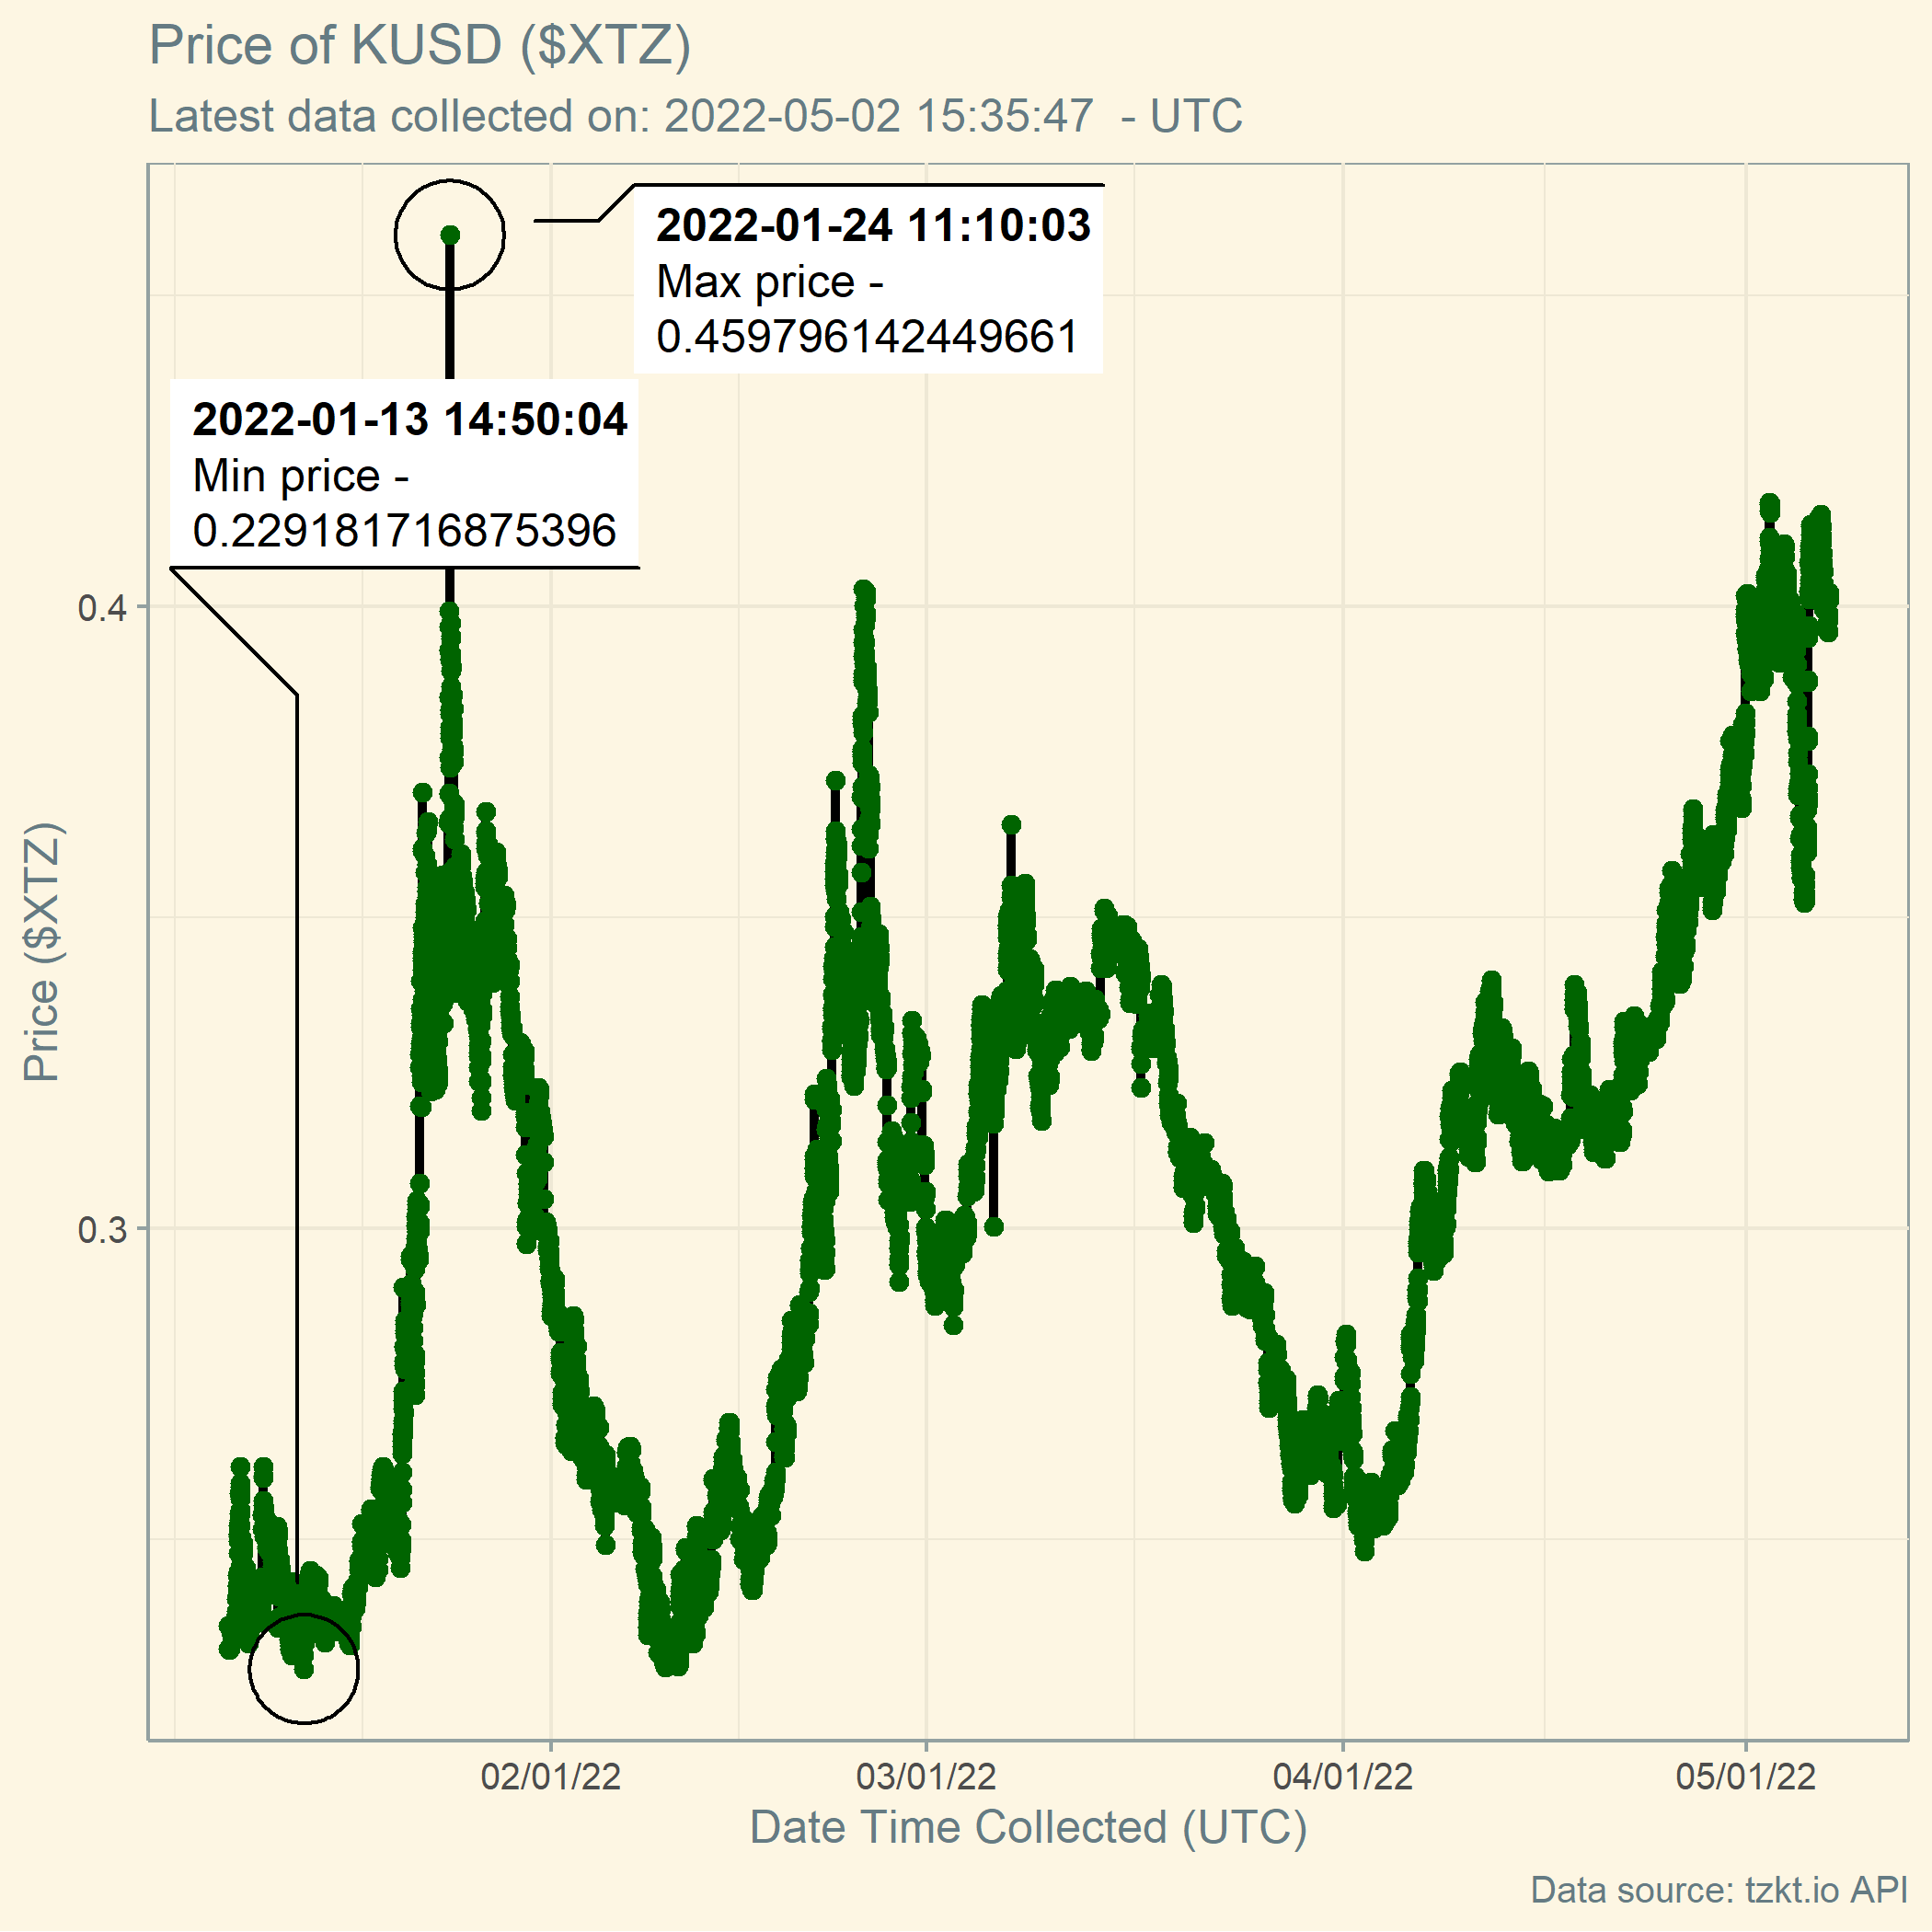 Price of KUSD ($XTZ)
Latest data collected on: 2022-05-02 15:35:47  - UTC
2022-01-24 11:10:03
Max price -
0.459796142449661
2022-01-13 14:50:04
Min price -
0.229181716875396
0.4
0.3
Price ($XTZ)
02/01/22
03/01/22
04/01/22
05/01/22
Date Time Collected (UTC)
Data source: tzkt.io API